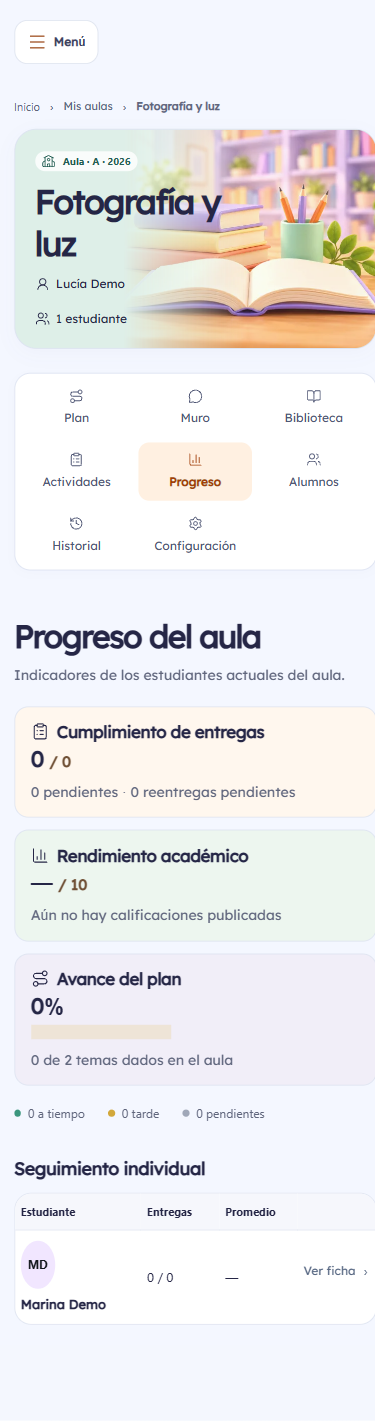 Menú
Inicio › Mis aulas › Fotografía y luz
Aula · A · 2026
Fotografía y
luz
Lucía Demo
1 estudiante
Plan Muro Biblioteca
Actividades Progreso Alumnos
Historial Configuración
Progreso del aula
Indicadores de los estudiantes actuales del aula.
Cumplimiento de entregas
0 / 0
0 pendientes · 0 reentregas pendientes
Rendimiento académico
— / 10
Aún no hay calificaciones publicadas
Avance del plan
0%
0 de 2 temas dados en el aula
0 a tiempo 0 tarde 0 pendientes
Seguimiento individual
Estudiante Entregas Promedio
MD
0 / 0 — Ver ficha ›
Marina Demo